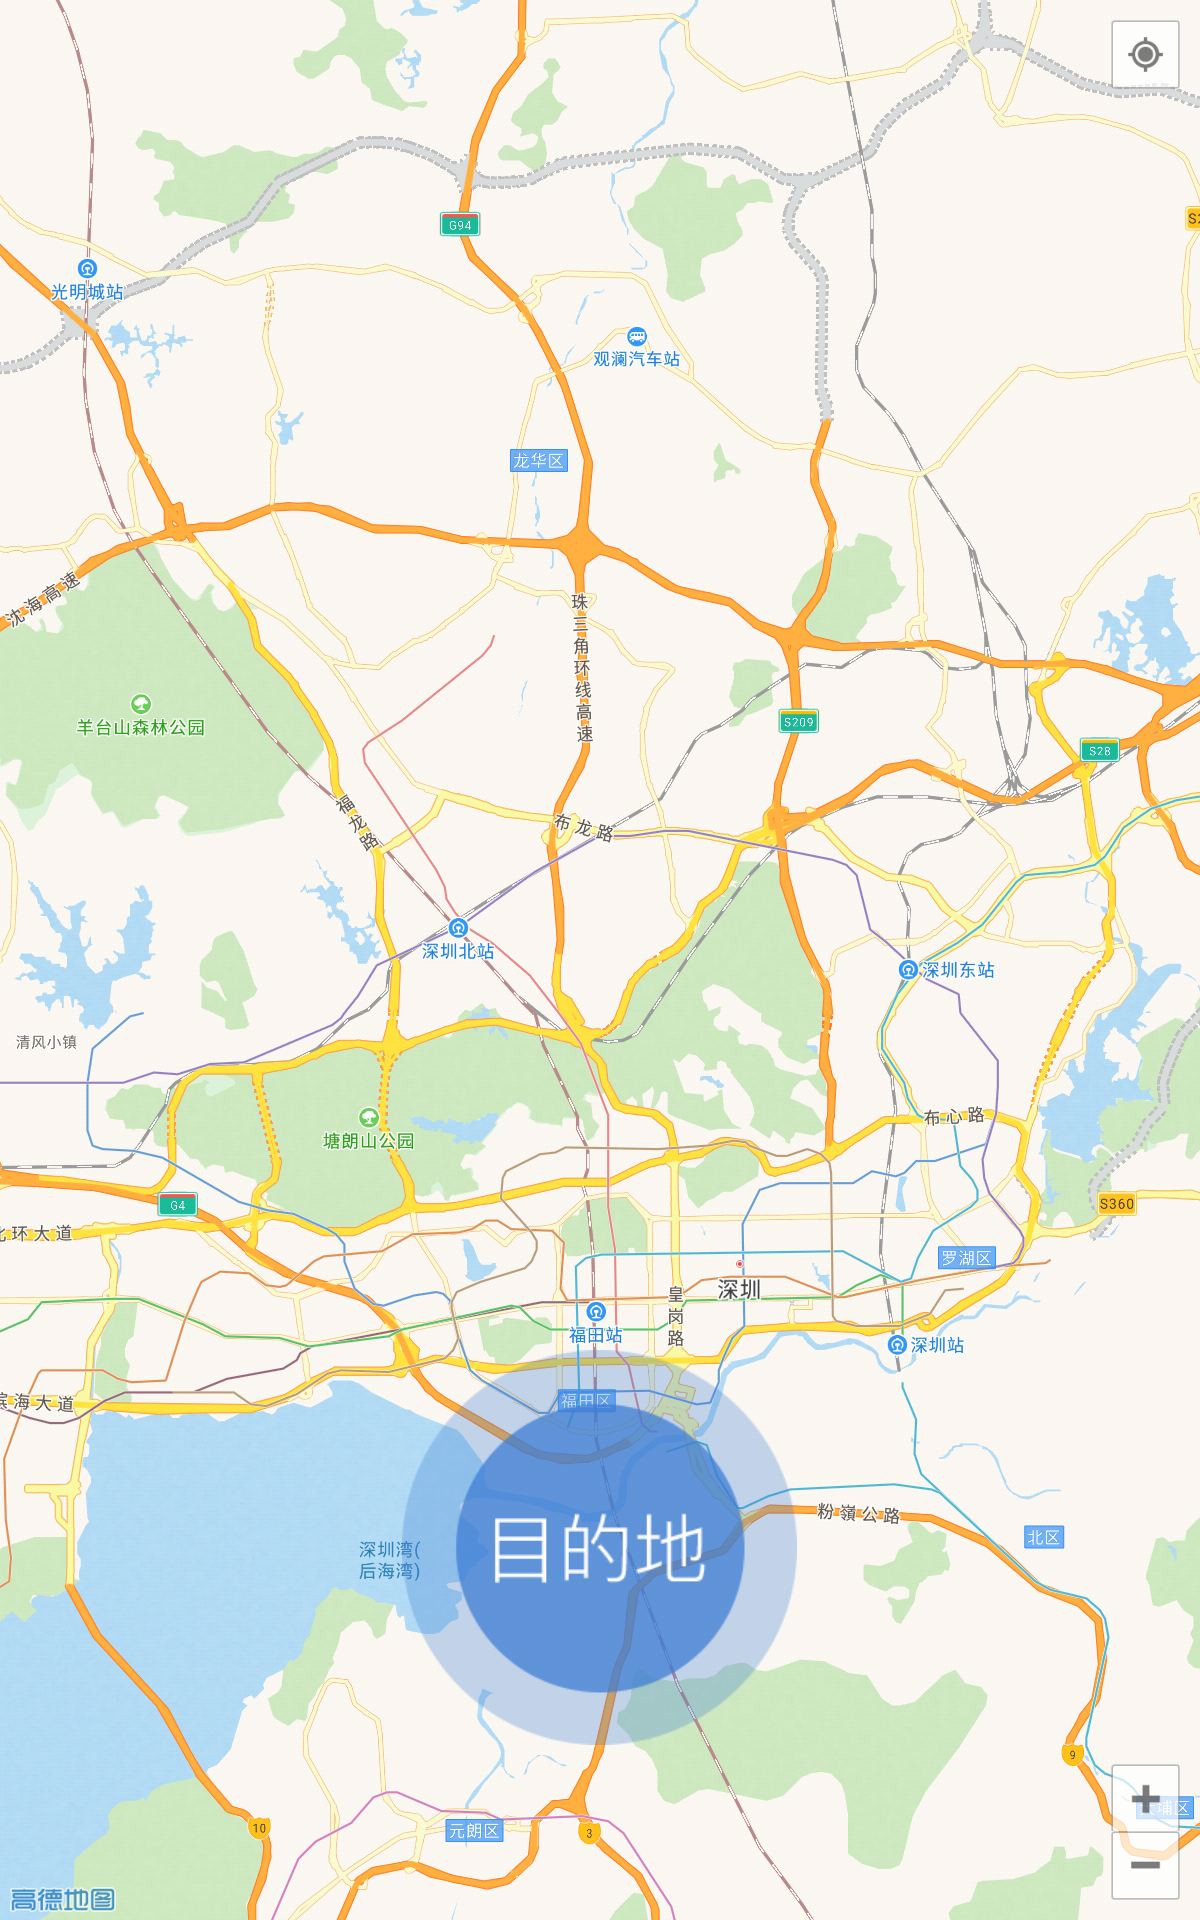 G94
光明城站
观澜汽车站
龙华区
沈海高速
珠三角环线高速
羊台山森林公园
S209
S28
福龙路
布龙路
深圳北站
深圳东站
清风小镇
塘朗山公园
布心路
G4
S360
北环大道
罗湖区
深圳
皇岗路
福田站
深圳站
滨海大道
福田区
粉嶺公路
目的地
北区
深圳湾(
后海湾)
9
+
埔区
10
元朗区
3
−
高德地图